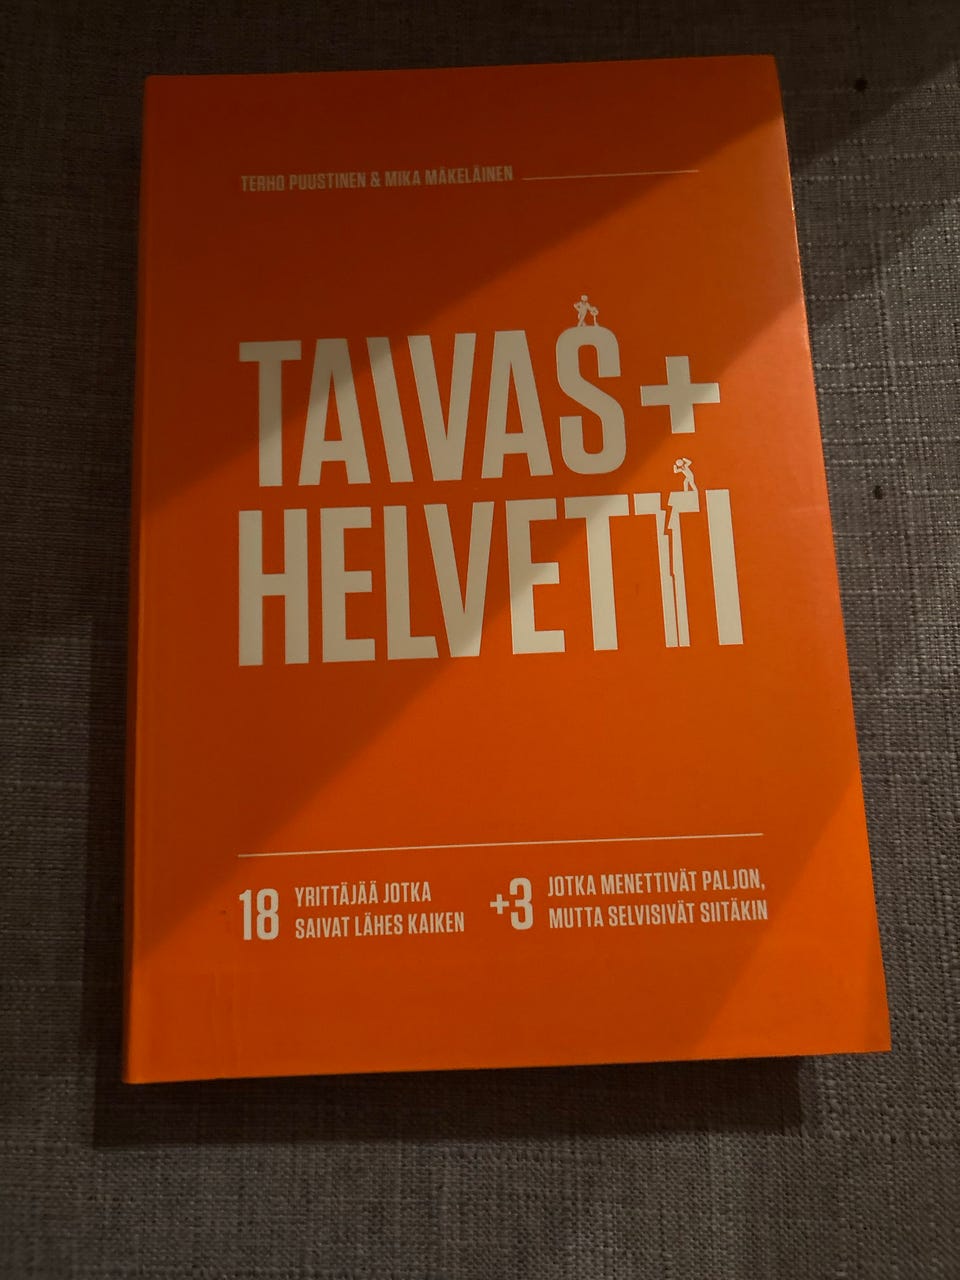 TERHO PUUSTINEN & MIKA MÄKELÄINEN
TAIVAS +
HELVETTI
18 YRITTÄJÄÄ JOTKA
SAIVAT LÄHES KAIKEN
+3 JOTKA MENETTIVÄT PALJON,
MUTTA SELVISIVÄT SIITÄKIN